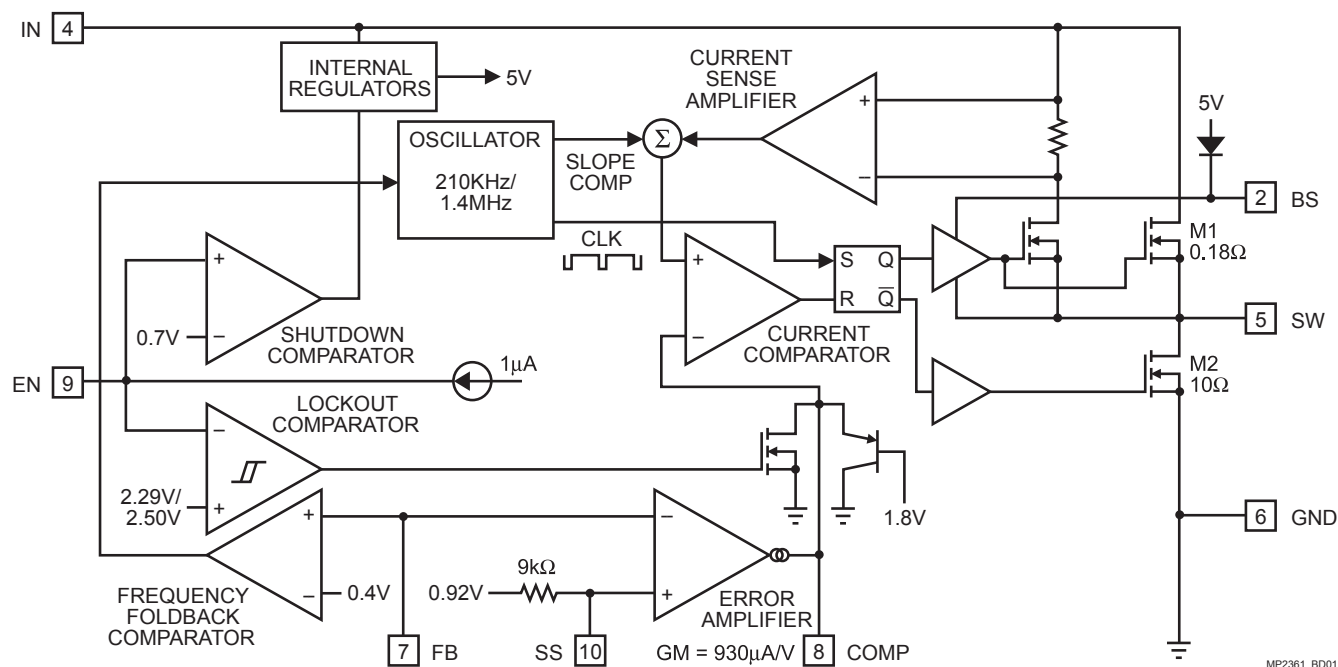 IN 4
INTERNAL
REGULATORS
5V
CURRENT
SENSE
AMPLIFIER
+
–
5V
OSCILLATOR
210KHz/
1.4MHz
Σ
SLOPE
COMP
2 BS
M1
0.18Ω
CLK
+
–
0.7V
SHUTDOWN
COMPARATOR
+
–
CURRENT
COMPARATOR
S Q
R Q̅
5 SW
M2
10Ω
EN 9
1μA
LOCKOUT
COMPARATOR
–
+
2.29V/
2.50V
1.8V
6 GND
+
–
0.4V
FREQUENCY
FOLDBACK
COMPARATOR
0.92V
9kΩ
–
+
ERROR
AMPLIFIER
7 FB
SS 10
GM = 930μA/V
8 COMP
MP2361_BD01